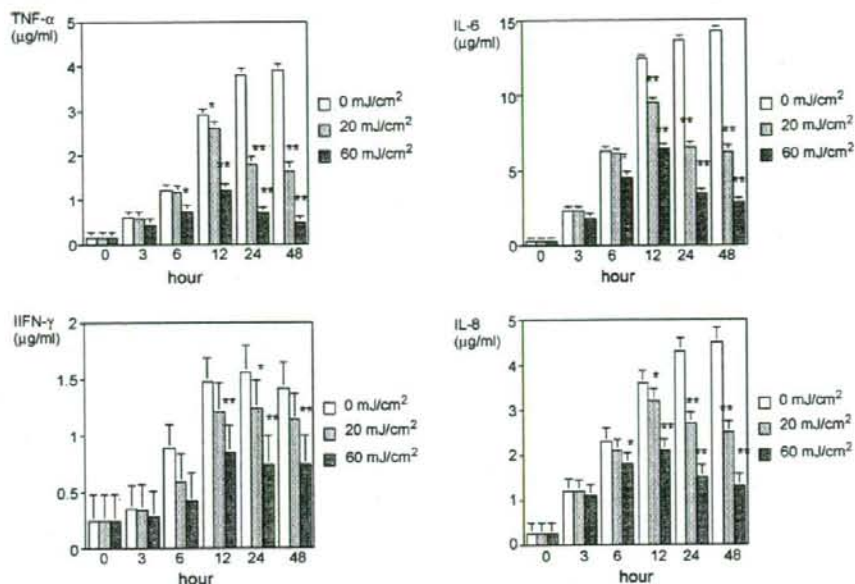 TNF-α
(μg/ml)
5
4
3
2
1
0
0 3 6 12 24 48
hour
* ** * ** ** ** **
0 mJ/cm²
20 mJ/cm²
60 mJ/cm²
IL-6
(μg/ml)
15
10
5
0
0 3 6 12 24 48
hour
** * ** ** ** ** **
0 mJ/cm²
20 mJ/cm²
60 mJ/cm²
IIFN-γ
(μg/ml)
2
1.5
1
0.5
0
0 3 6 12 24 48
hour
* ** ** **
0 mJ/cm²
20 mJ/cm²
60 mJ/cm²
IL-8
(μg/ml)
5
4
3
2
1
0
0 3 6 12 24 48
hour
* * ** ** ** ** **
0 mJ/cm²
20 mJ/cm²
60 mJ/cm²